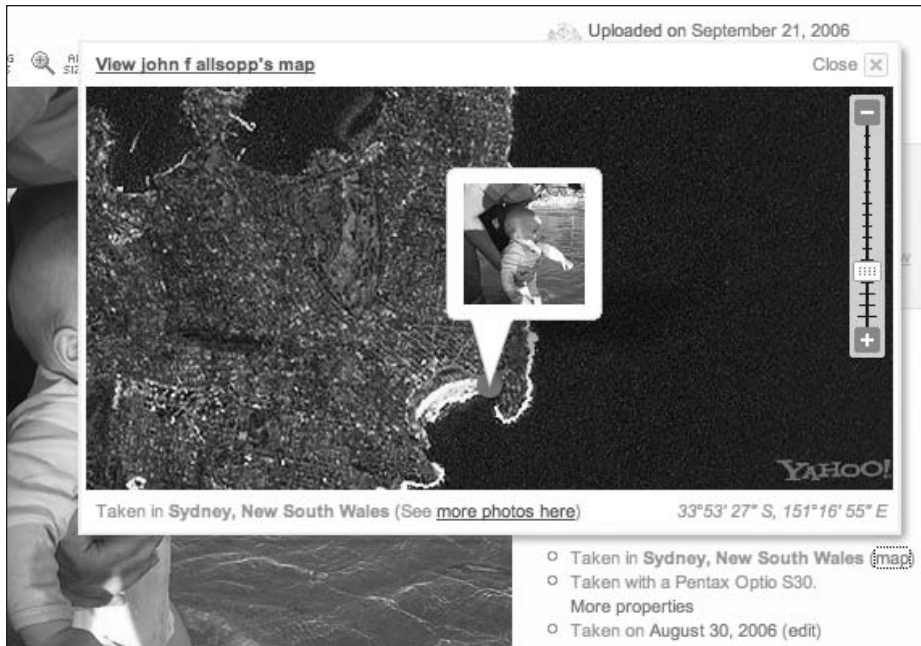 Uploaded on September 21, 2006
View john f allsopp's map
Close
YAHOO!
Taken in Sydney, New South Wales (See more photos here)
33°53' 27" S, 151°16' 55" E
Taken in Sydney, New South Wales (map)
Taken with a Pentax Optio S30.
More properties
Taken on August 30, 2006 (edit)